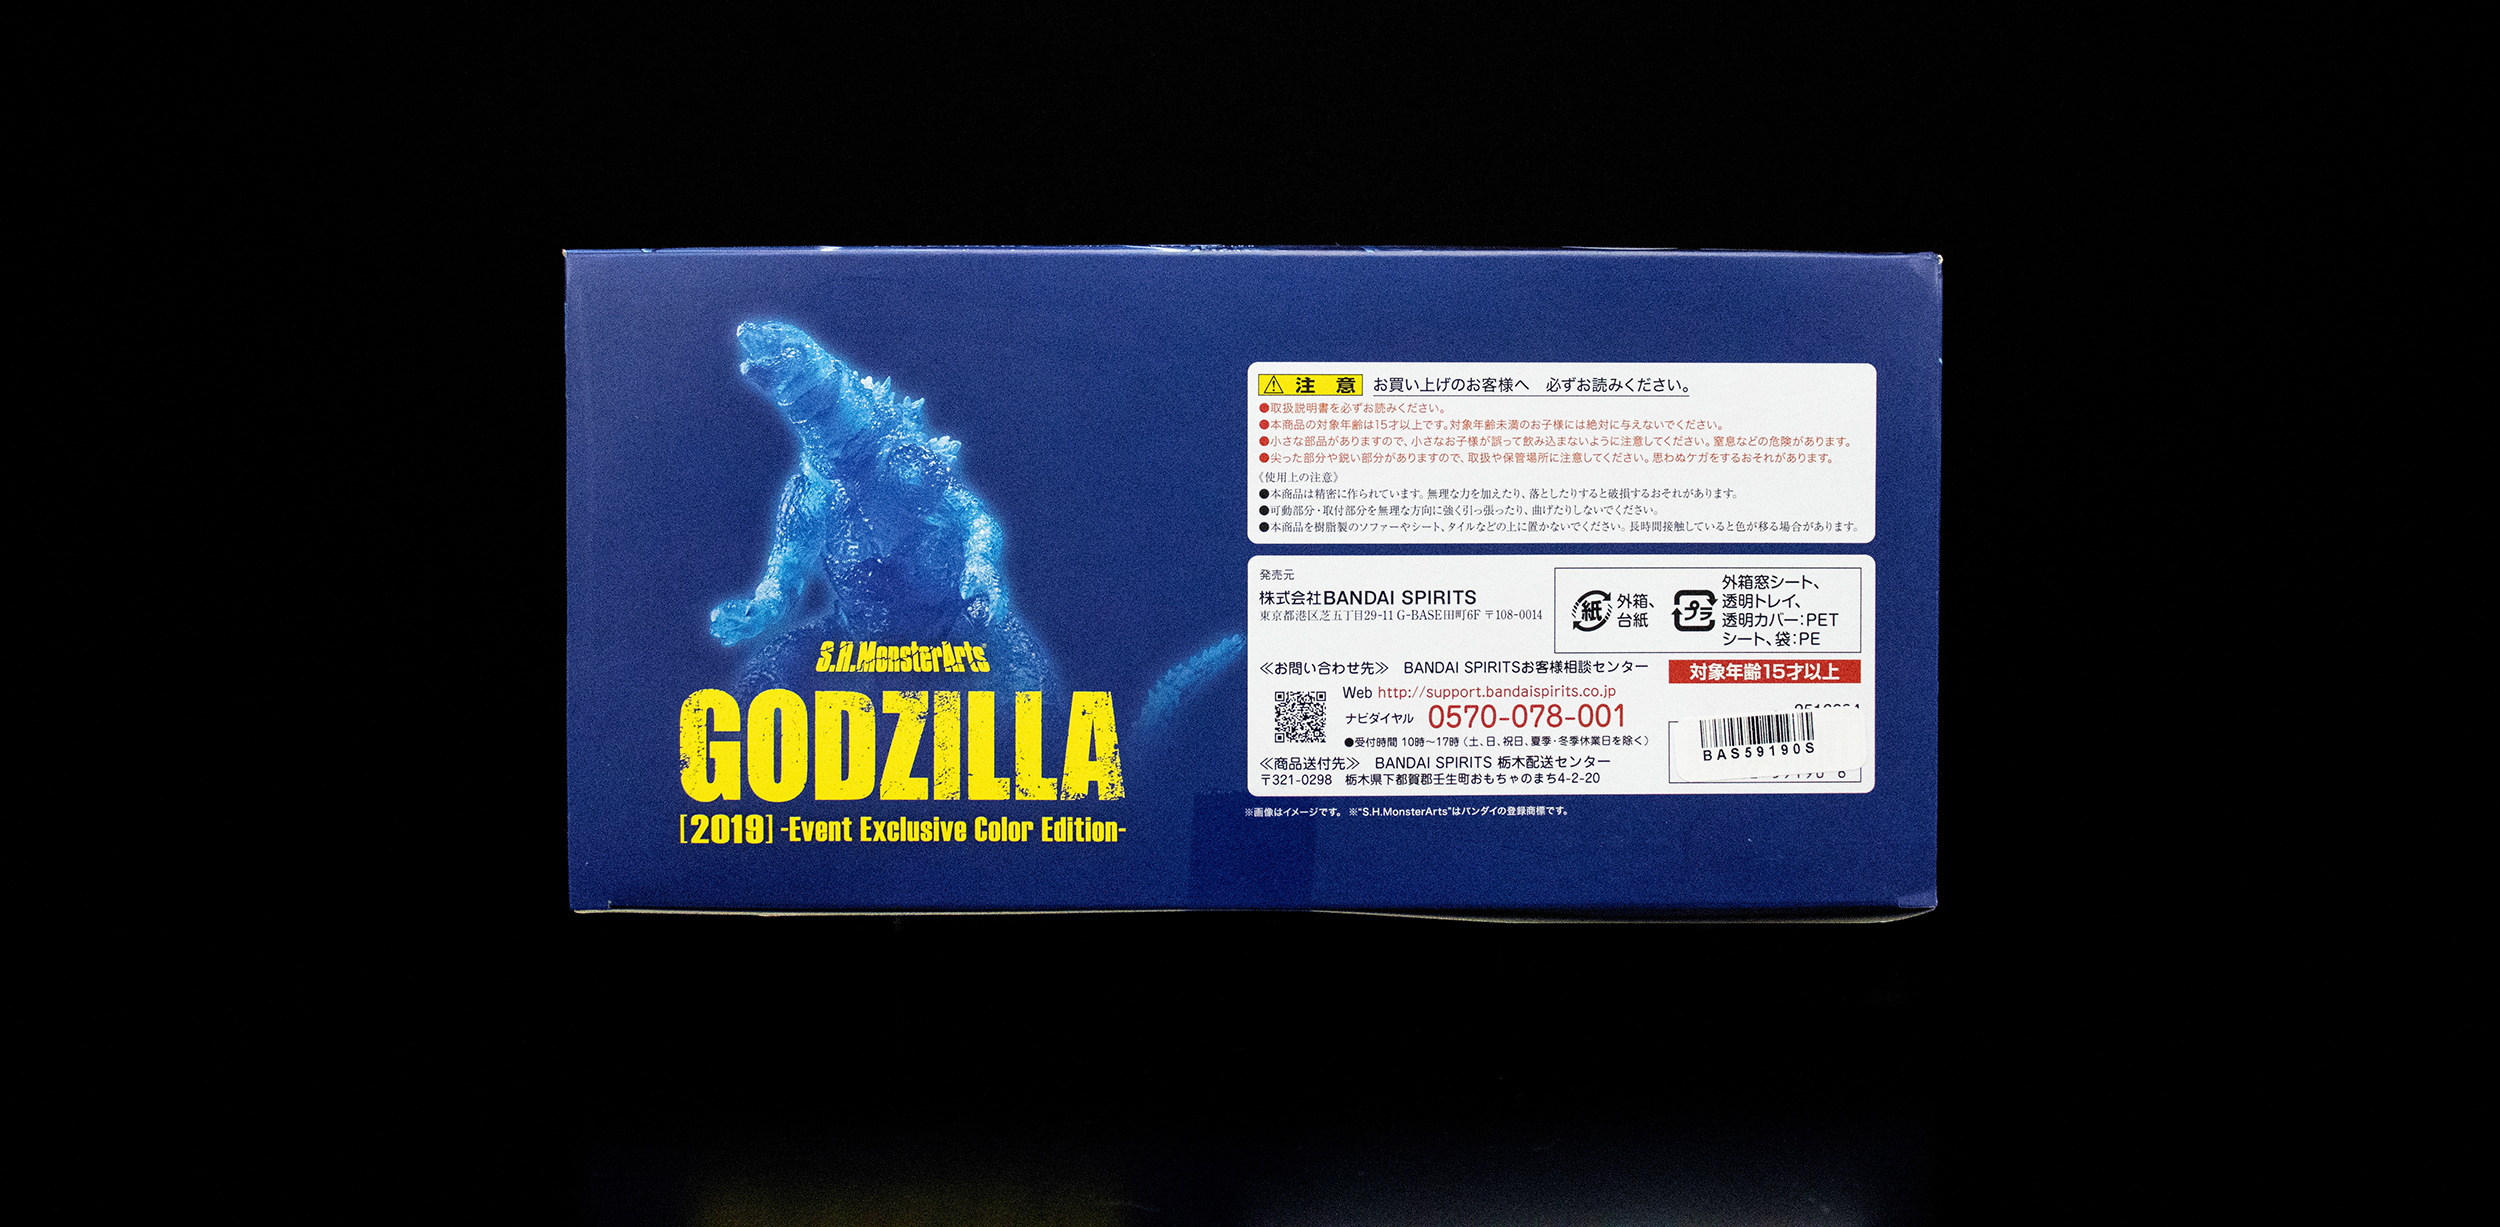 S.H.MonsterArts
GODZILLA
[2019] -Event Exclusive Color Edition-
注 意 お買い上げのお客様へ 必ずお読みください。
●取扱説明書を必ずお読みください。
●本商品の対象年齢は15才以上です。対象年齢未満のお子様には絶対に与えないでください。
●小さな部品がありますので、小さなお子様が誤って飲み込まないように注意してください。窒息などの危険があります。
●尖った部分や鋭い部分がありますので、取扱や保管場所に注意してください。思わぬケガをするおそれがあります。
《使用上の注意》
●本商品は精密に作られています。無理な力を加えたり、落としたりすると破損するおそれがあります。
●可動部分・取付部分を無理な方向に強く引っ張ったり、曲げたりしないでください。
●本商品を樹脂製のソファーやシート、タイルなどの上に置かないでください。長時間接触していると色が移る場合があります。
発売元
株式会社BANDAI SPIRITS
東京都港区芝五丁目29-11 G-BASE田町6F 〒108-0014
紙 外箱、
台紙
プラ 外箱窓シート、
透明トレイ、
透明カバー:PET
シート、袋:PE
≪お問い合わせ先≫ BANDAI SPIRITSお客様相談センター
Web http://support.bandaispirits.co.jp
ナビダイヤル 0570-078-001
●受付時間 10時～17時(土、日、祝日、夏季・冬季休業日を除く)
≪商品送付先≫ BANDAI SPIRITS 栃木配送センター
〒321-0298 栃木県下都賀郡壬生町おもちゃのまち4-2-20
対象年齢15才以上
BAS59190S
※画像はイメージです。 ※"S.H.MonsterArts"はバンダイの登録商標です。